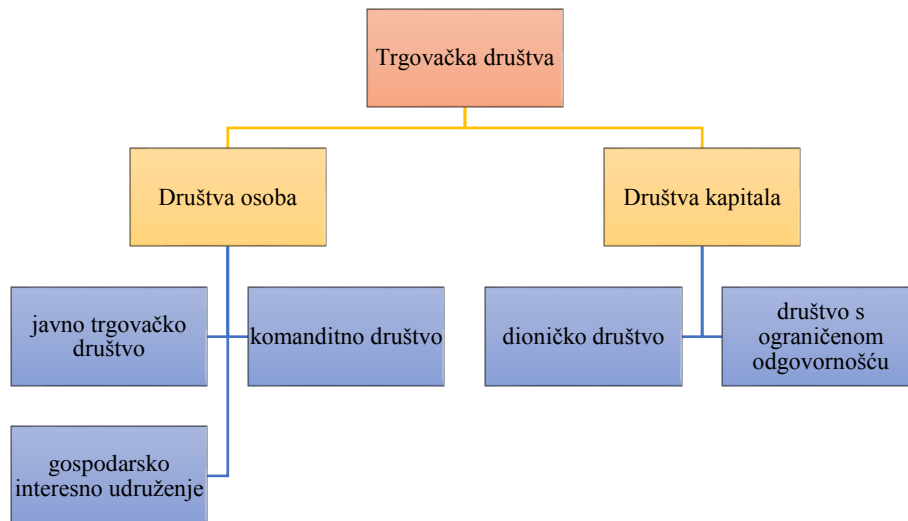 Trgovačka društva
Društva osoba
Društva kapitala
javno trgovačko
društvo
komanditno društvo
dioničko društvo
društvo s
ograničenom
odgovornošću
gospodarsko
interesno udruženje